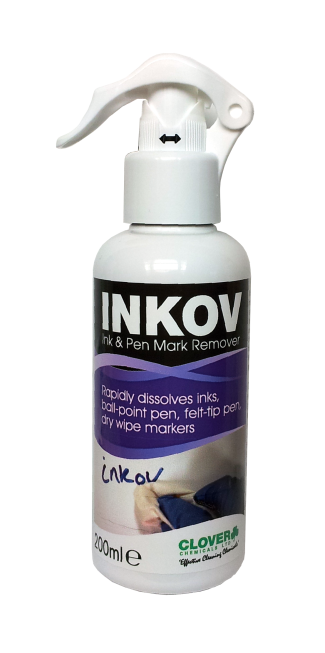 INKOV
Ink & Pen Mark Remover
Rapidly dissolves inks,
ball-point pen, felt-tip pen,
dry wipe markers
inkov
200ml e
CLOVER
CHEMICALS LTD
"Effective Cleaning Chemicals"